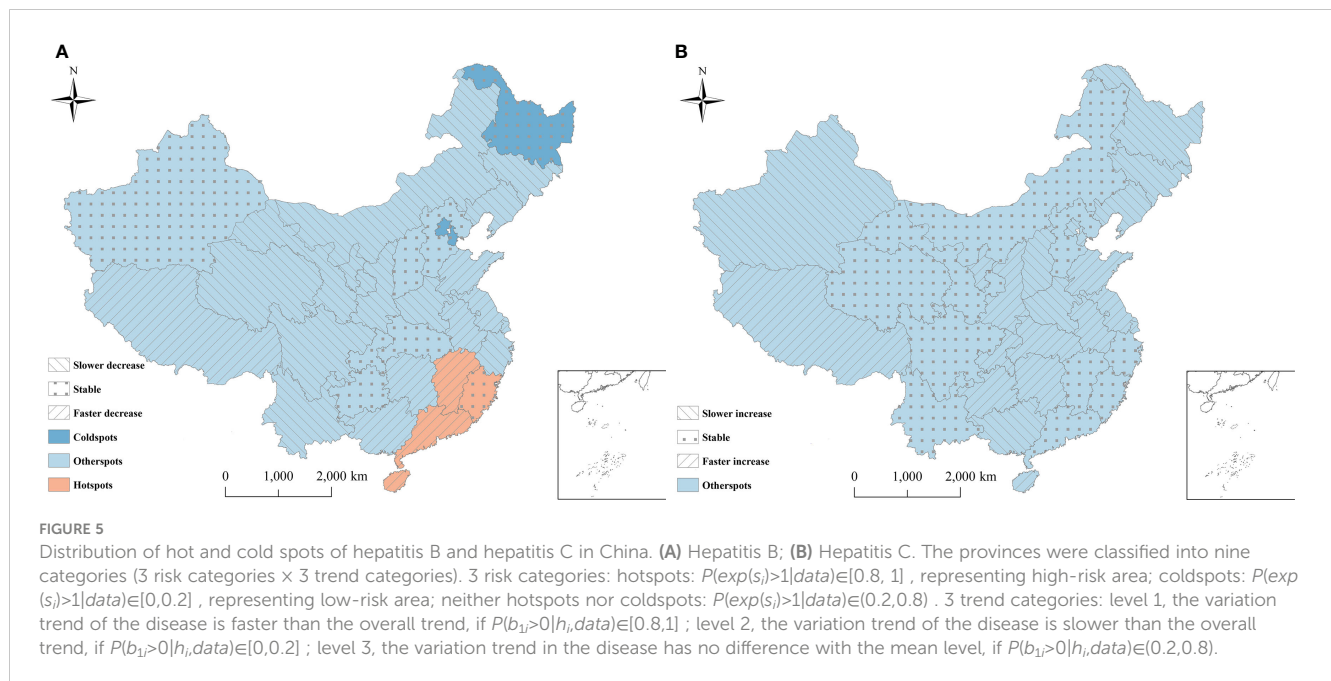 A
B
N
N
Slower decrease
Stable
Faster decrease
Coldspots
Otherspots
Hotspots
0 1,000 2,000 km
Slower increase
Stable
Faster increase
Otherspots
0 1,000 2,000 km
FIGURE 5
Distribution of hot and cold spots of hepatitis B and hepatitis C in China. (A) Hepatitis B; (B) Hepatitis C. The provinces were classified into nine
categories (3 risk categories × 3 trend categories). 3 risk categories: hotspots: P(exp(si)>1|data)∈[0.8, 1] , representing high-risk area; coldspots: P(exp
(si)>1|data)∈[0,0.2] , representing low-risk area; neither hotspots nor coldspots: P(exp(si)>1|data)∈(0.2,0.8) . 3 trend categories: level 1, the variation
trend of the disease is faster than the overall trend, if P(b1i>0|hi,data)∈[0.8,1] ; level 2, the variation trend of the disease is slower than the overall
trend, if P(b1i>0|hi,data)∈[0,0.2] ; level 3, the variation trend in the disease has no difference with the mean level, if P(b1i>0|hi,data)∈(0.2,0.8).